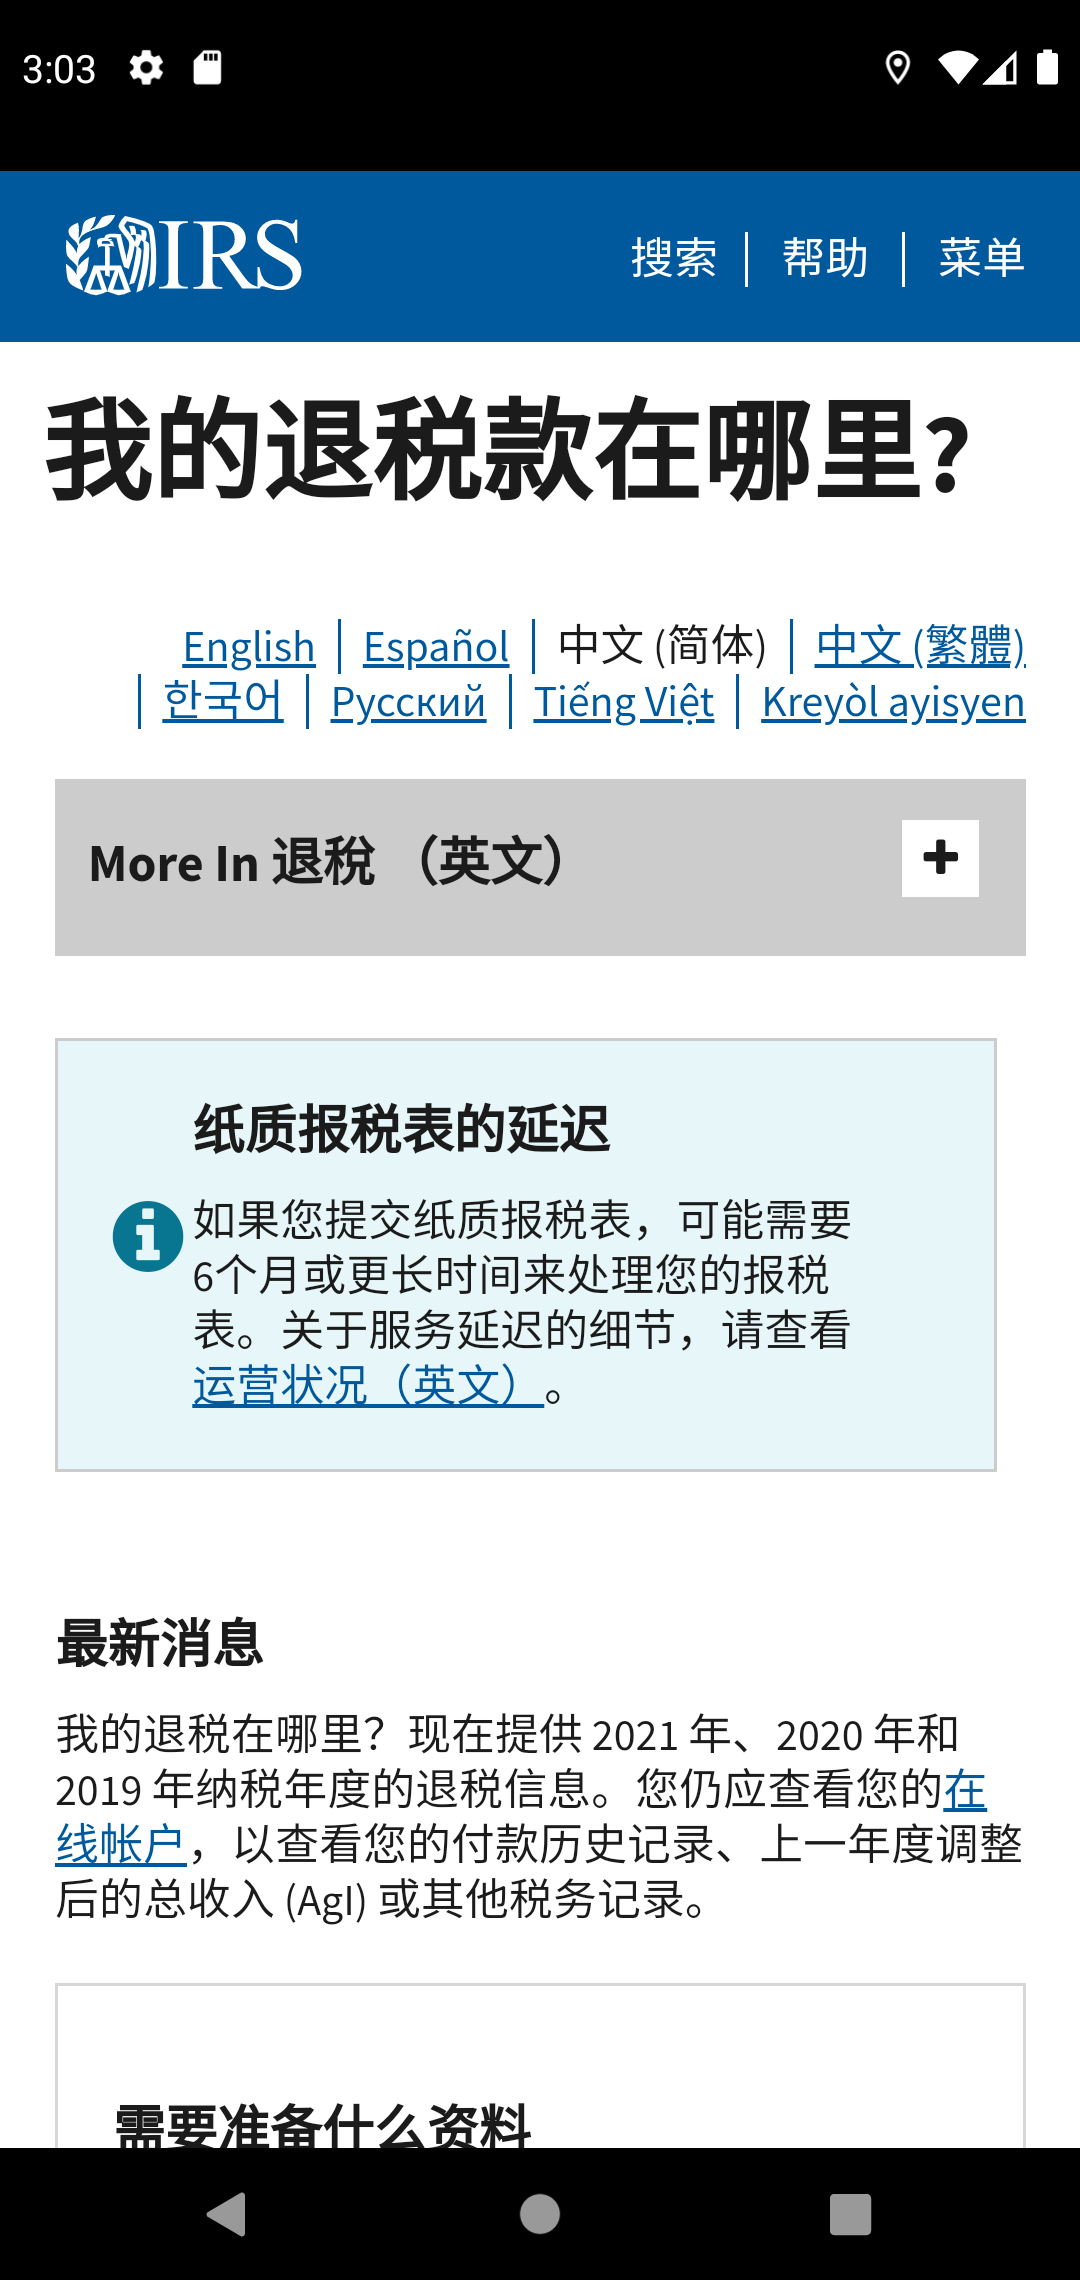 3:03
IRS
搜索
帮助
菜单
我的退税款在哪里?
English
Español
中文 (简体)
中文 (繁體)
한국어
Русский
Tiếng Việt
Kreyòl ayisyen
More In 退稅 （英文）
纸质报税表的延迟
如果您提交纸质报税表，可能需要
6个月或更长时间来处理您的报税
表。关于服务延迟的细节，请查看
运营状况（英文）。
最新消息
我的退税在哪里？现在提供 2021 年、2020 年和
2019 年纳税年度的退税信息。您仍应查看您的在
线帐户，以查看您的付款历史记录、上一年度调整
后的总收入 (AgI) 或其他税务记录。
需要准备什么资料